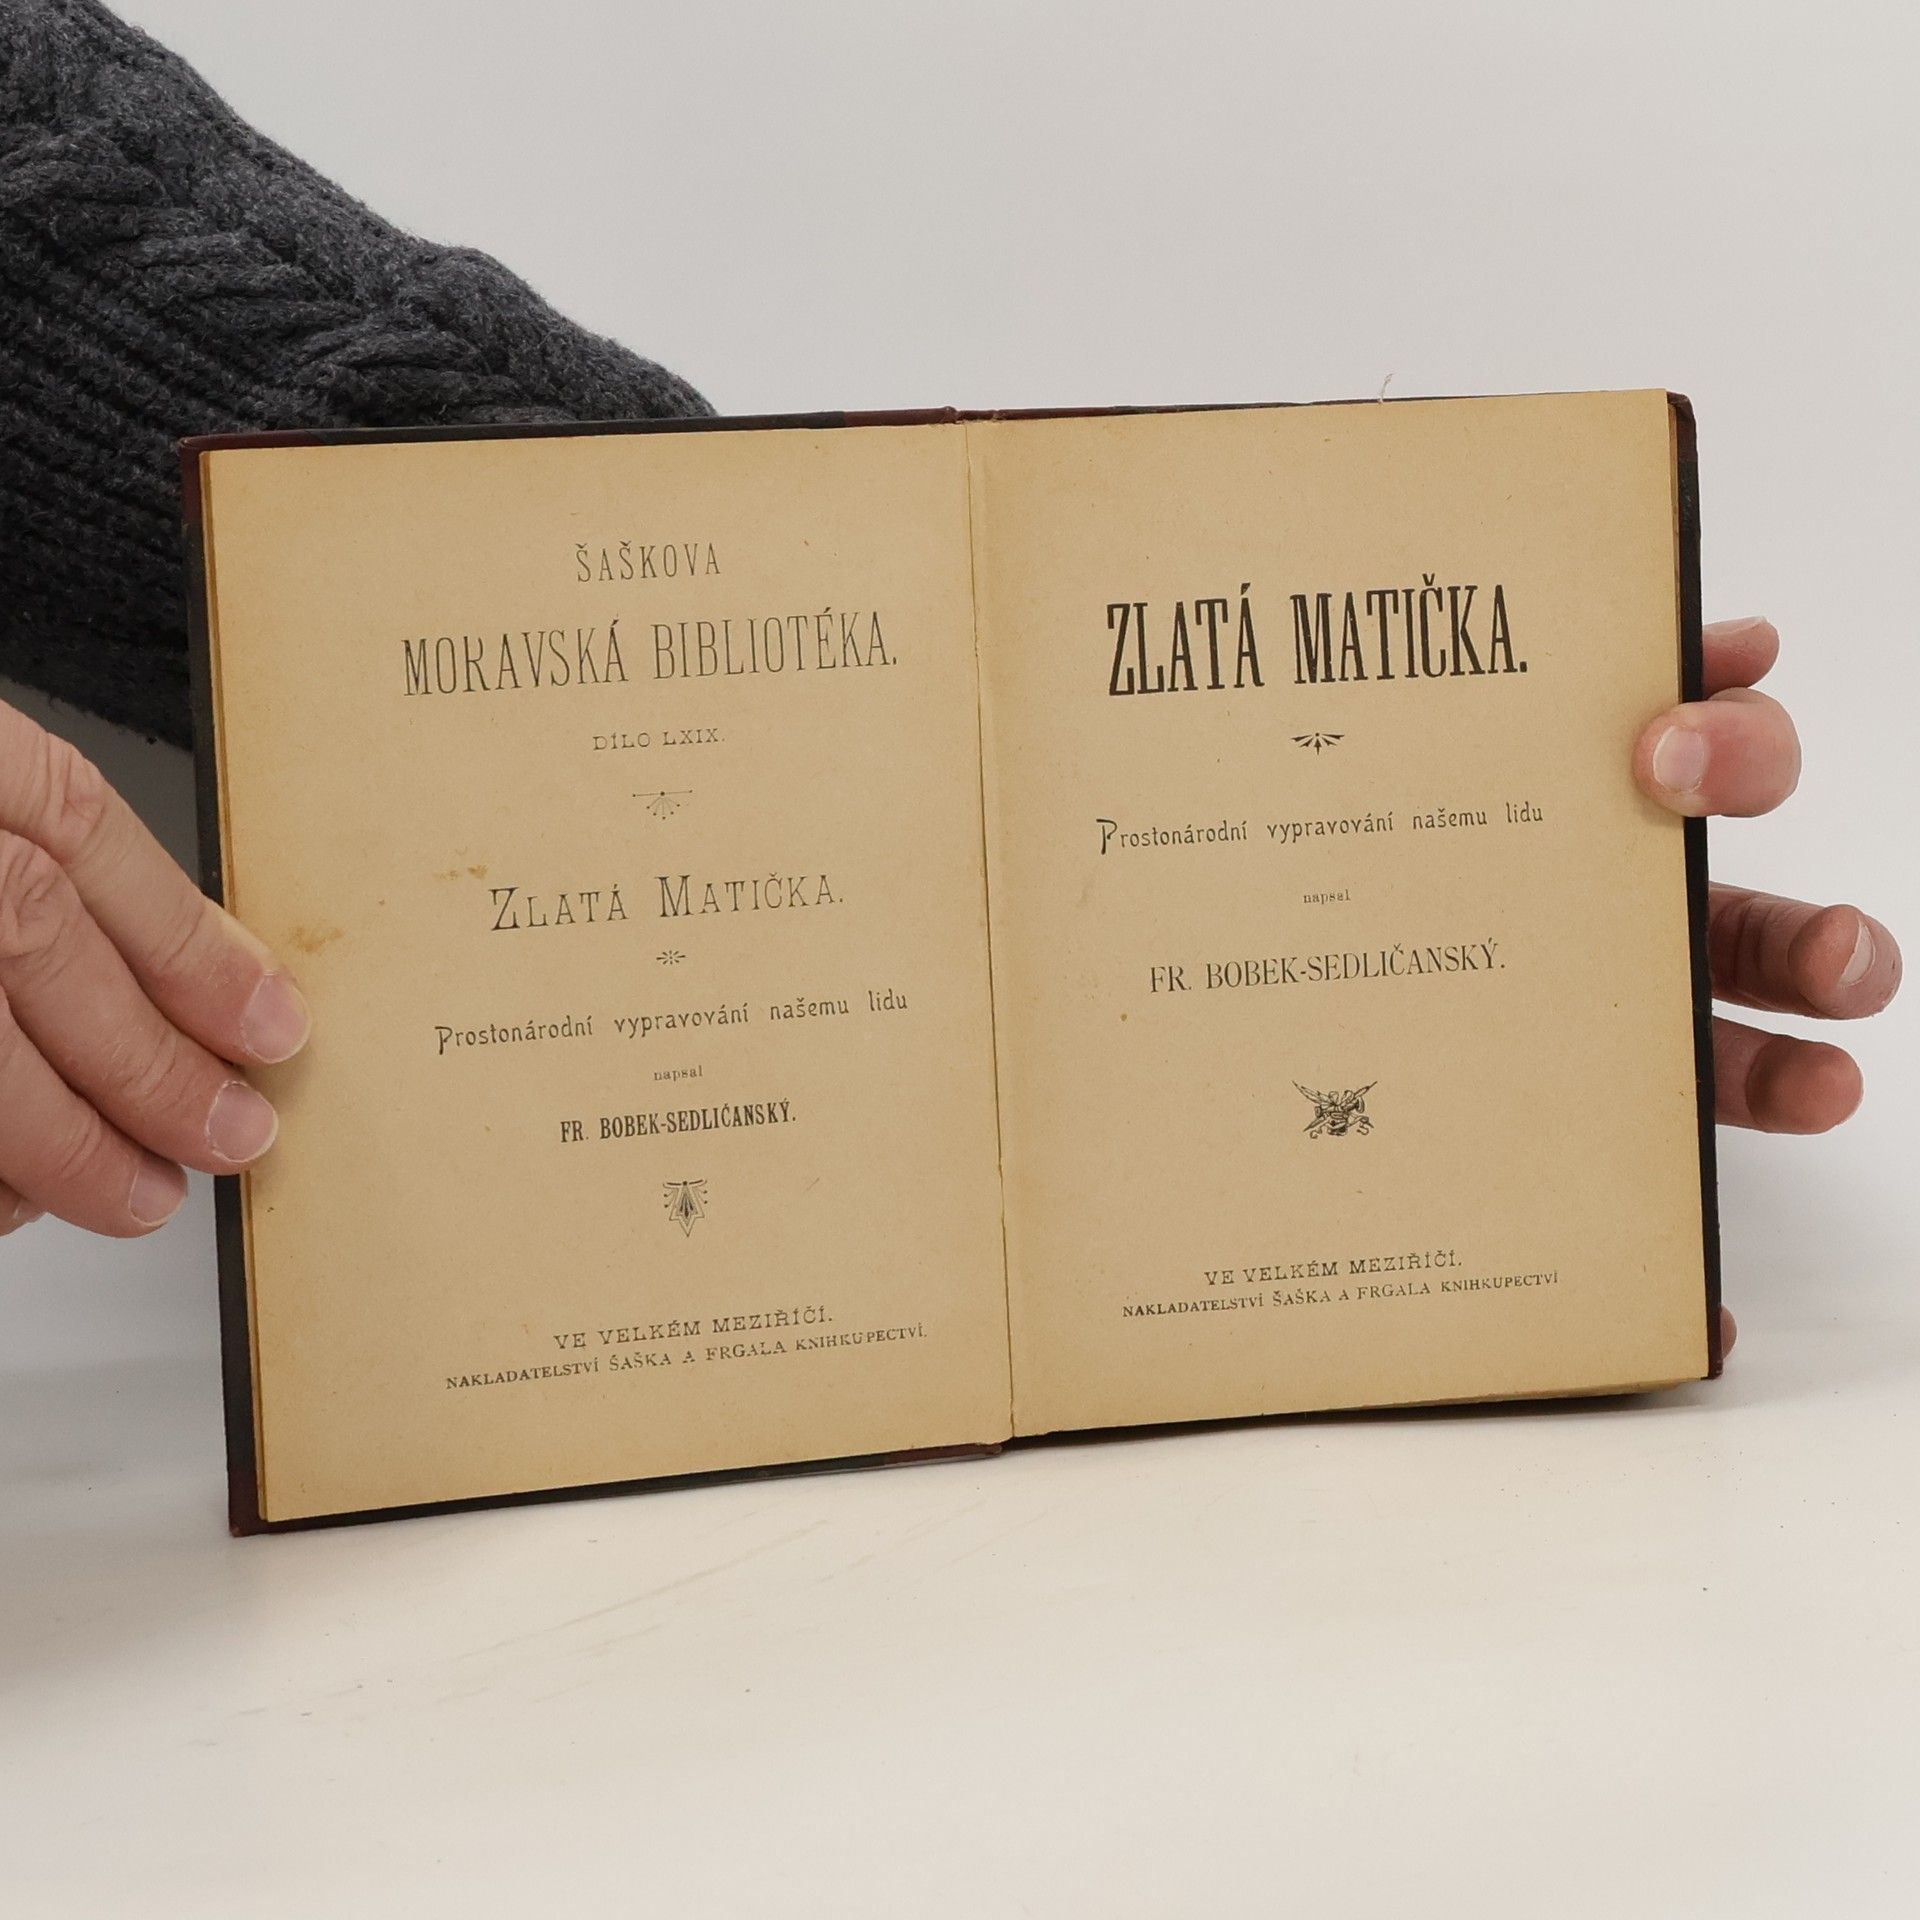 ŠAŠKOVA
MORAVSKÁ BIBLIOTÉKA.
DÍLO LXIX.
ZLATÁ MATIČKA.
Prostonárodní vypravování našemu lidu
napsal
FR. BOBEK-SEDLIČANSKÝ.
VE VELKÉM MEZIŘÍČÍ.
NAKLADATELSTVÍ ŠAŠKA A FRGALA KNIHKUPECTVÍ.
ZLATÁ MATIČKA.
Prostonárodní vypravování našemu lidu
napsal
FR. BOBEK-SEDLIČANSKÝ.
VE VELKÉM MEZIŘÍČÍ.
NAKLADATELSTVÍ ŠAŠKA A FRGALA KNIHKUPECTVÍ